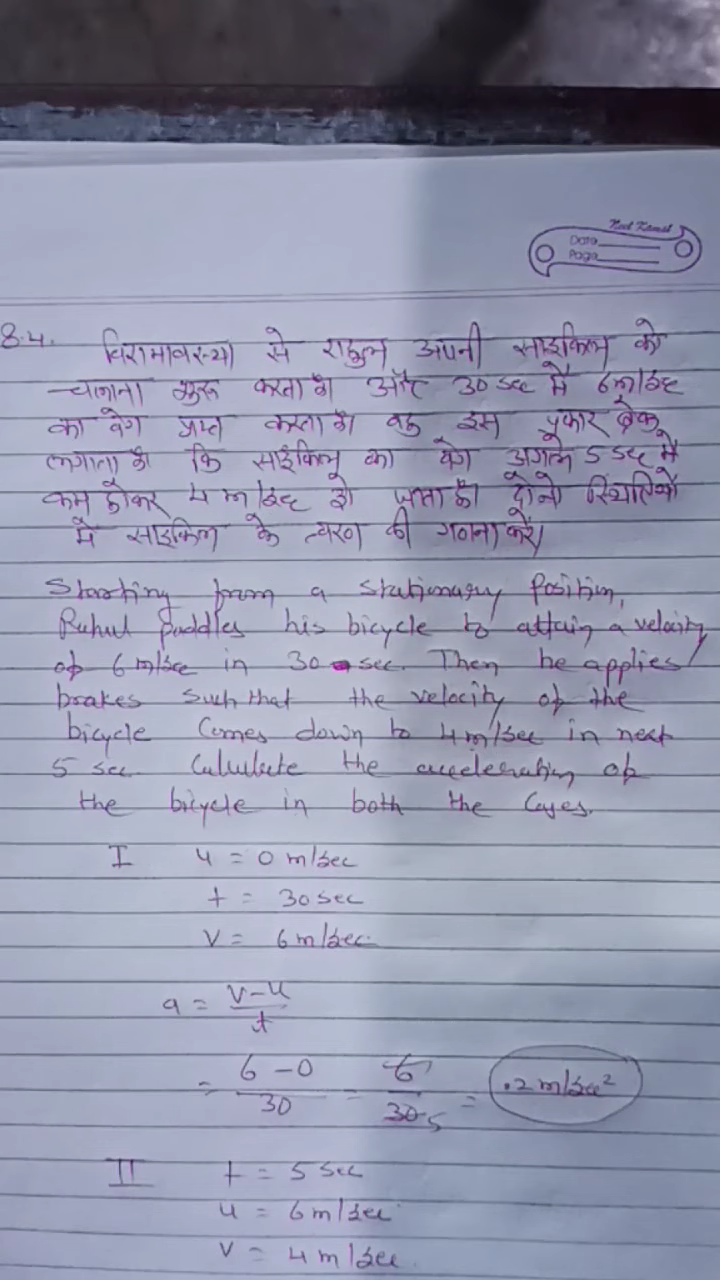 Neel Kamal
Date
Page
8.4. विरामावस्था से राहुल अपनी साइकिल को
चलाना शुरू करता है और 30 sec में 6m/sec
का वेग प्राप्त करता है वह इस प्रकार ब्रेक
लगाता है कि साइकिल का वेग अगले 5 sec में
कम होकर 4 m/sec हो जाता है। दोनो स्थितियों
में साइकिल के त्वरण की गणना करें।
Starting from a stationary Position,
Rahul paddles his bicycle to attain a velocity
of 6 m/sec in 30 sec. Then he applies
brakes such that the velocity of the
bicycle Comes down to 4 m/sec in next
5 sec. Calculate the acceleration of
the bicycle in both the Cases.
I u = 0 m/sec
t = 30 sec
v = 6 m/sec
a = v-u/t
= 6-0/30 = 6/30 5 = .2 m/sec²
II t = 5 sec
u = 6 m/sec
v = 4 m/sec